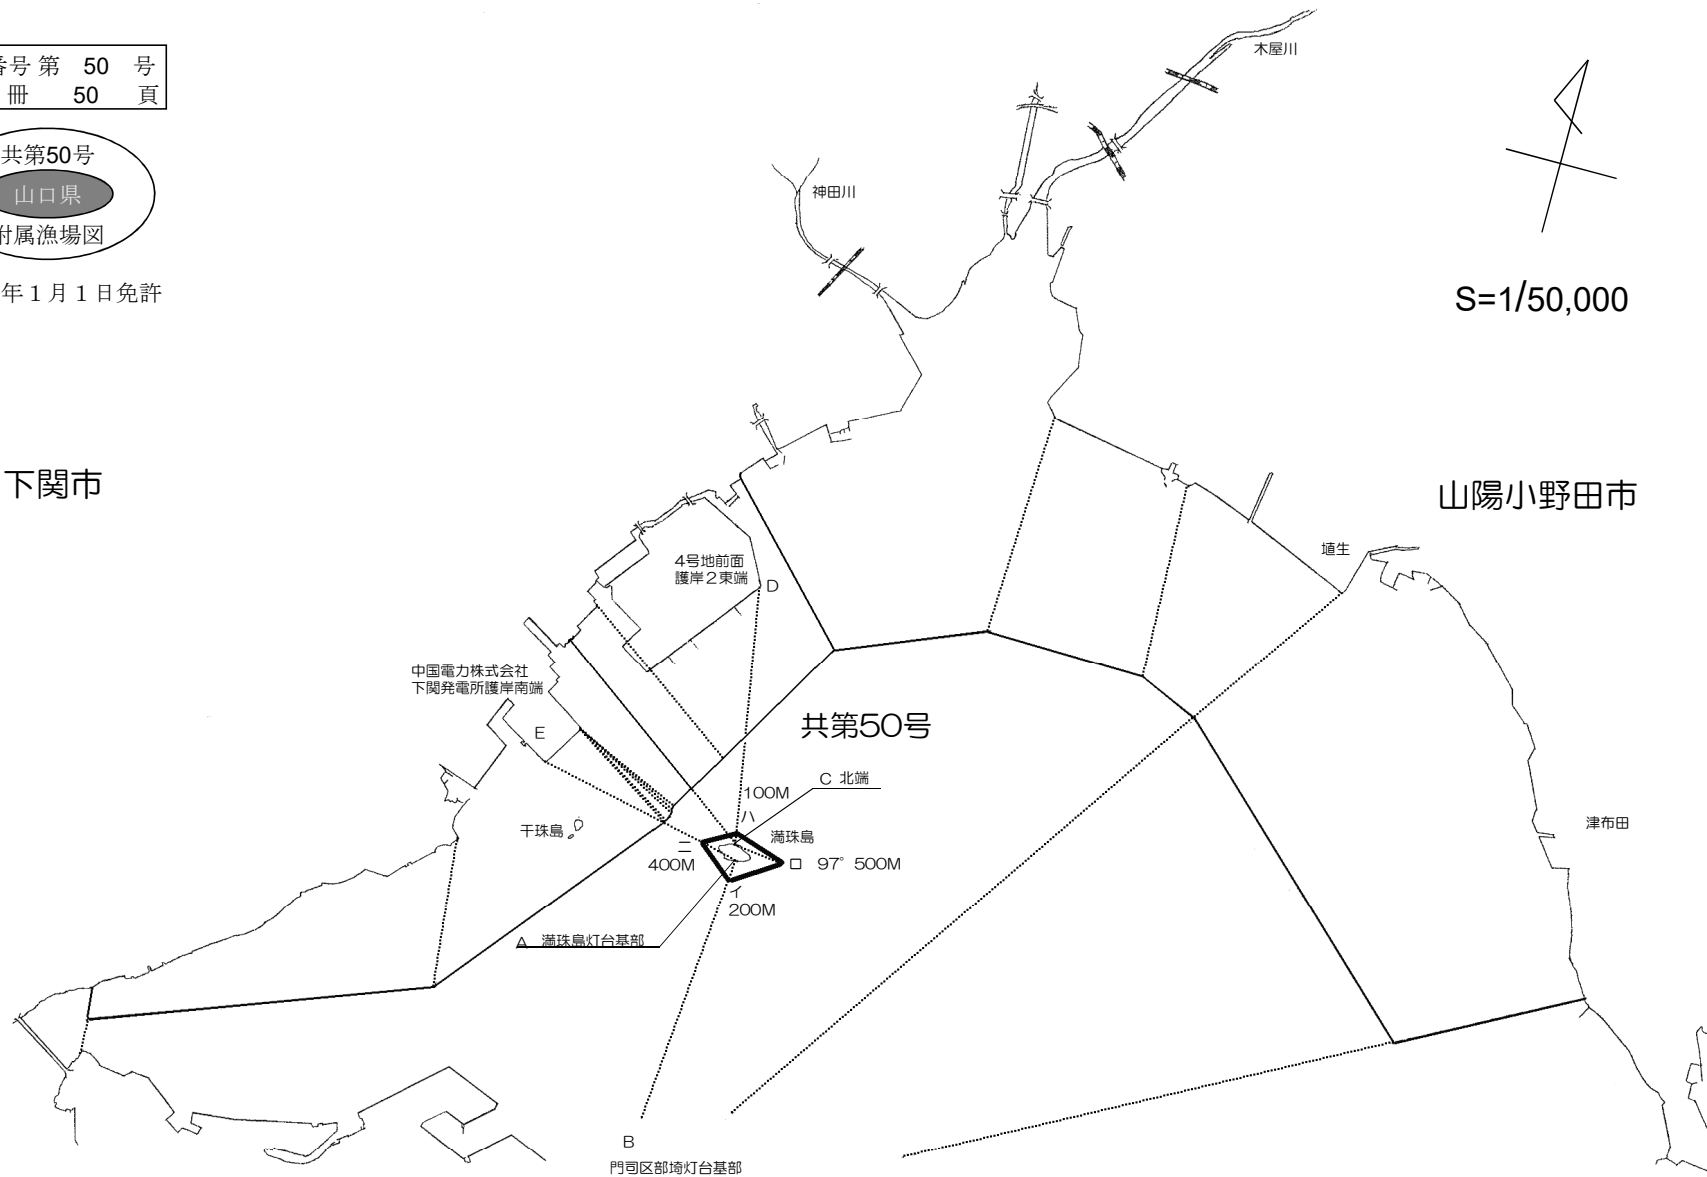 号 第 50 号
冊 50 頁
共第50号
山口県
属漁場図
年１月１日免許
木屋川
神田川
S=1/50,000
下関市
山陽小野田市
埴生
4号地前面
護岸２東端
D
中国電力株式会社
下関発電所護岸南端
E
共第50号
C 北端
100M
ハ
干珠島
満珠島
ニ
400M
ロ 97° 500M
イ
200M
津布田
A 満珠島灯台基部
B
門司区部埼灯台基部